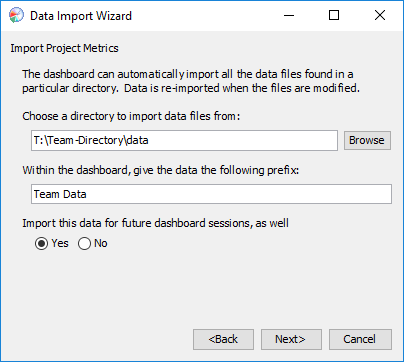 Data Import Wizard
Import Project Metrics
The dashboard can automatically import all the data files found in a
particular directory. Data is re-imported when the files are modified.
Choose a directory to import data files from:
T:\Team-Directory\data
Browse
Within the dashboard, give the data the following prefix:
Team Data
Import this data for future dashboard sessions, as well
Yes No
<Back Next> Cancel